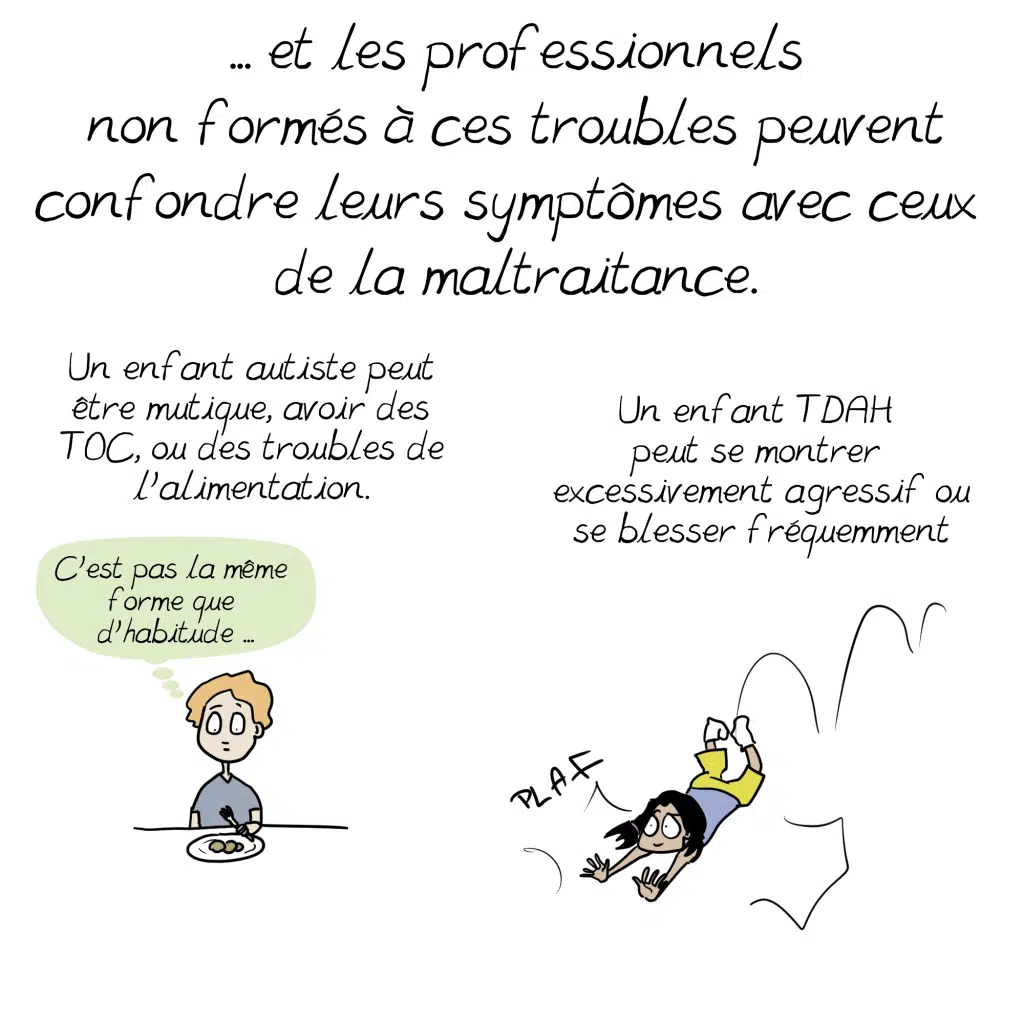 ... et les professionnels
non formés à ces troubles peuvent
confondre leurs symptômes avec ceux
de la maltraitance.
Un enfant autiste peut
être mutique, avoir des
TOC, ou des troubles de
l'alimentation.
C'est pas la même
forme que
d'habitude ...
Un enfant TDAH
peut se montrer
excessivement agressif ou
se blesser fréquemment
PLAF